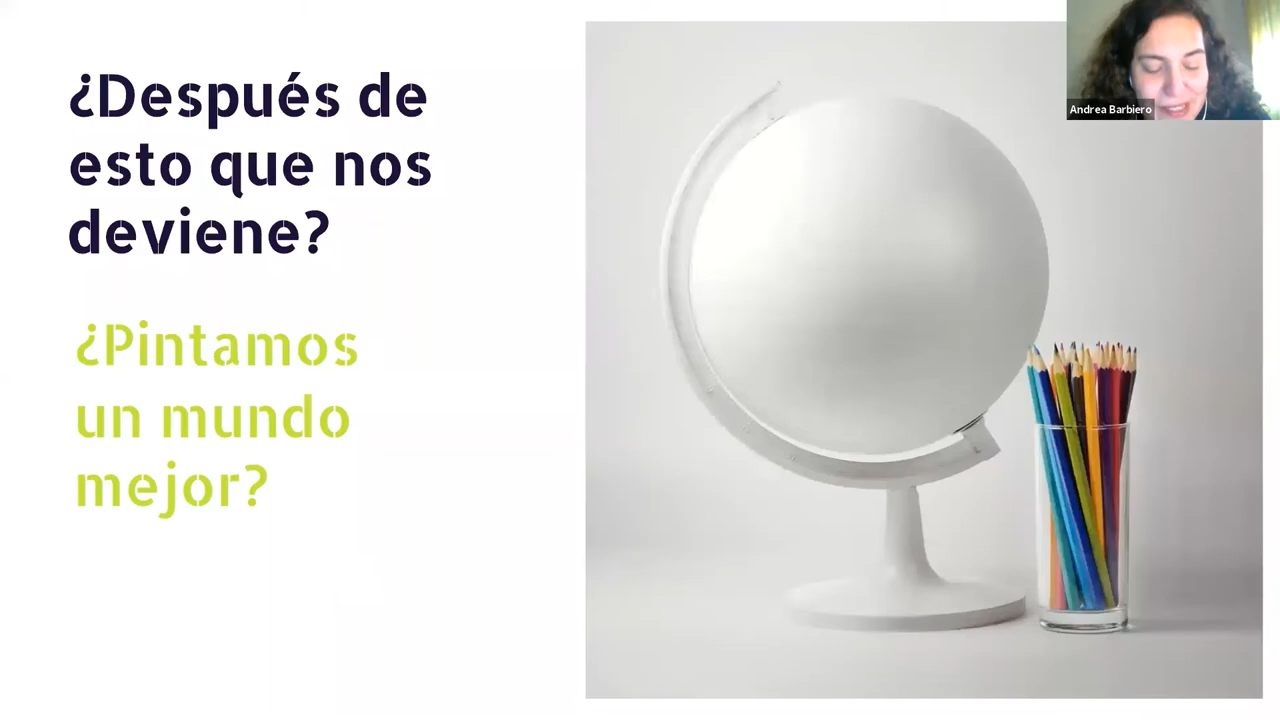 ¿Después de
esto que nos
deviene?
¿Pintamos
un mundo
mejor?
Andrea Barbiero